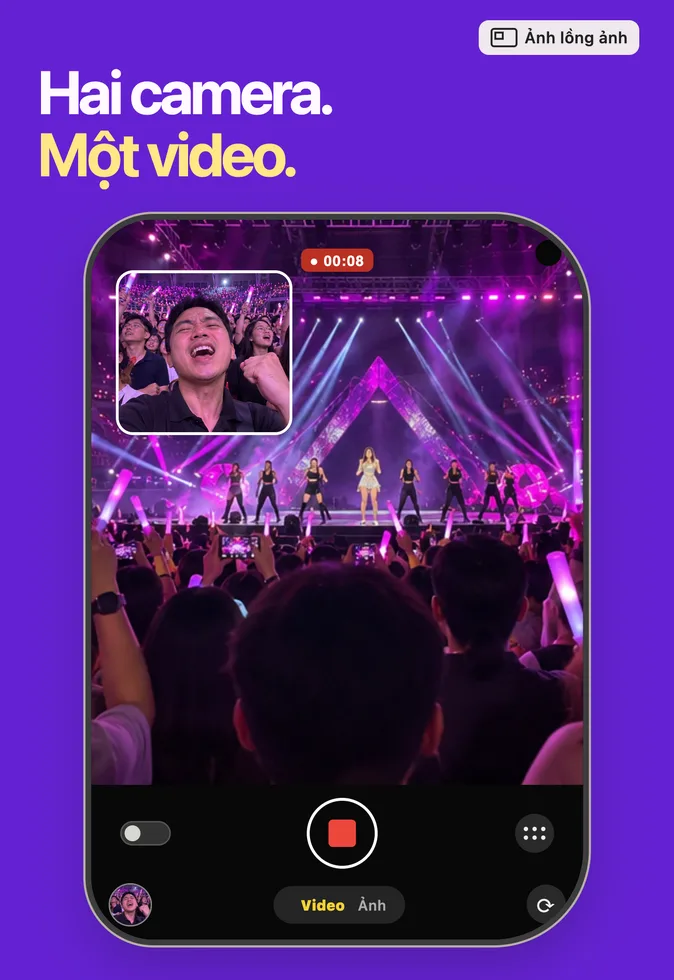 Ảnh lồng ảnh
Hai camera.
Một video.
00:08
Video Ảnh